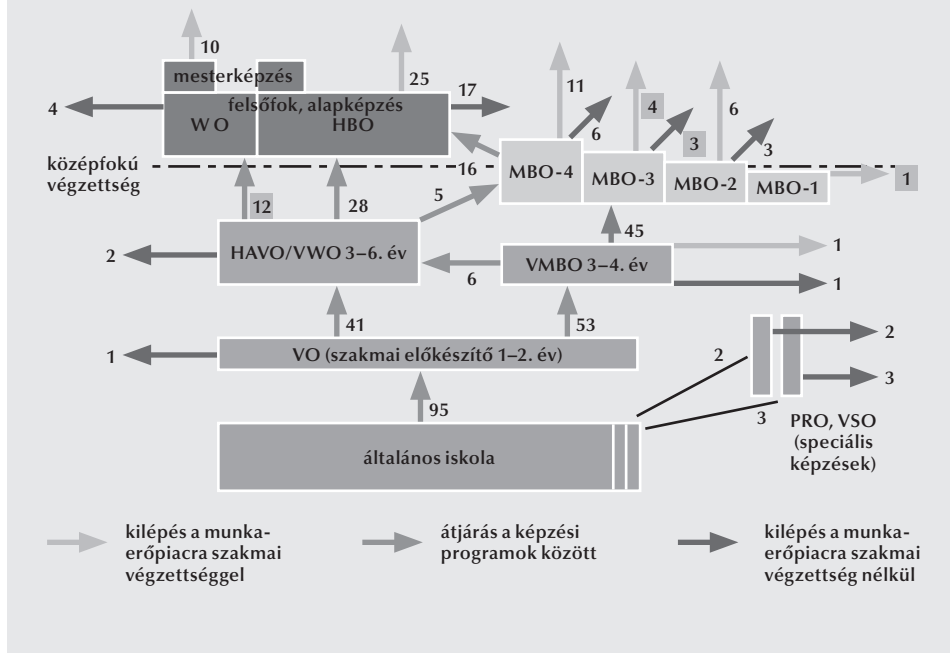 10
mesterképzés
25
11
4
felsőfok, alapképzés
17
4
6
W O
HBO
6
3
3
középfokú
végzettség
16
MBO-4
MBO-3
MBO-2
MBO-1
1
12
28
5
2
HAVO/VWO 3–6. év
45
6
VMBO 3–4. év
1
1
41
53
1
VO (szakmai előkészítő 1–2. év)
2
2
3
95
3
PRO, VSO
(speciális
képzések)
általános iskola
kilépés a munka-
erőpiacra szakmai
végzettséggel
átjárás a képzési
programok között
kilépés a munka-
erőpiacra szakmai
végzettség nélkül